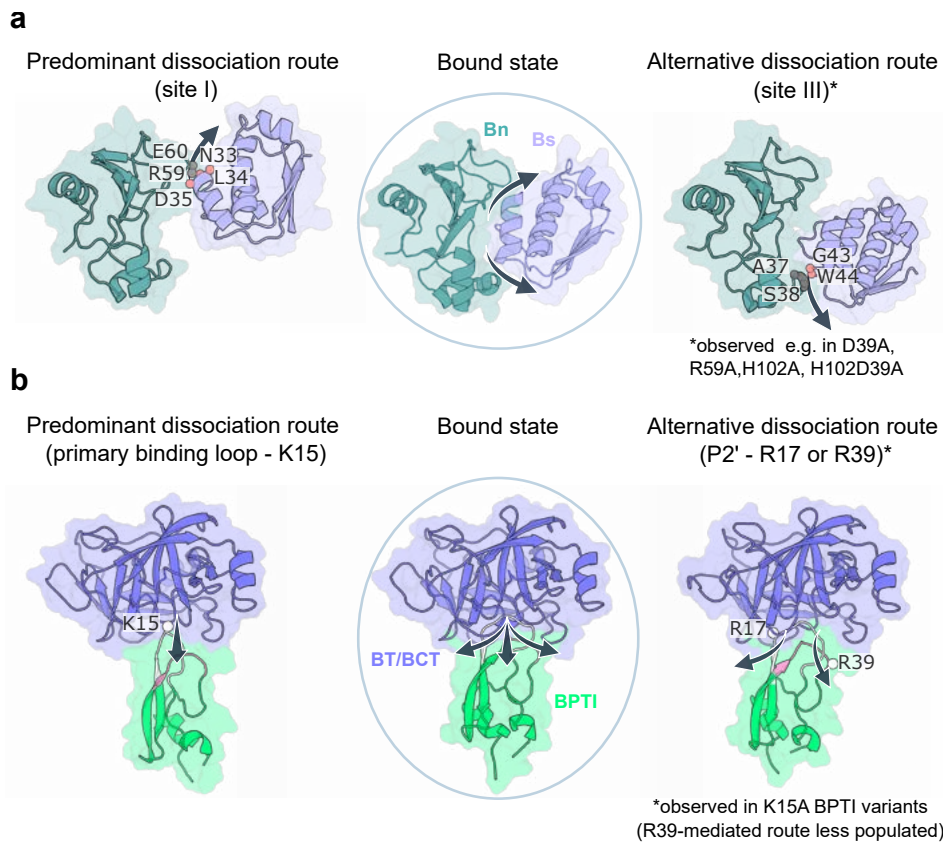 a
Predominant dissociation route
(site I)
Bound state
Alternative dissociation route
(site III)*
E60
N33
R59
L34
D35
Bn
Bs
A37
G43
W44
S38
*observed e.g. in D39A,
R59A,H102A, H102D39A
b
Predominant dissociation route
(primary binding loop - K15)
Bound state
Alternative dissociation route
(P2' - R17 or R39)*
K15
BT/BCT
BPTI
R17
R39
*observed in K15A BPTI variants
(R39-mediated route less populated)